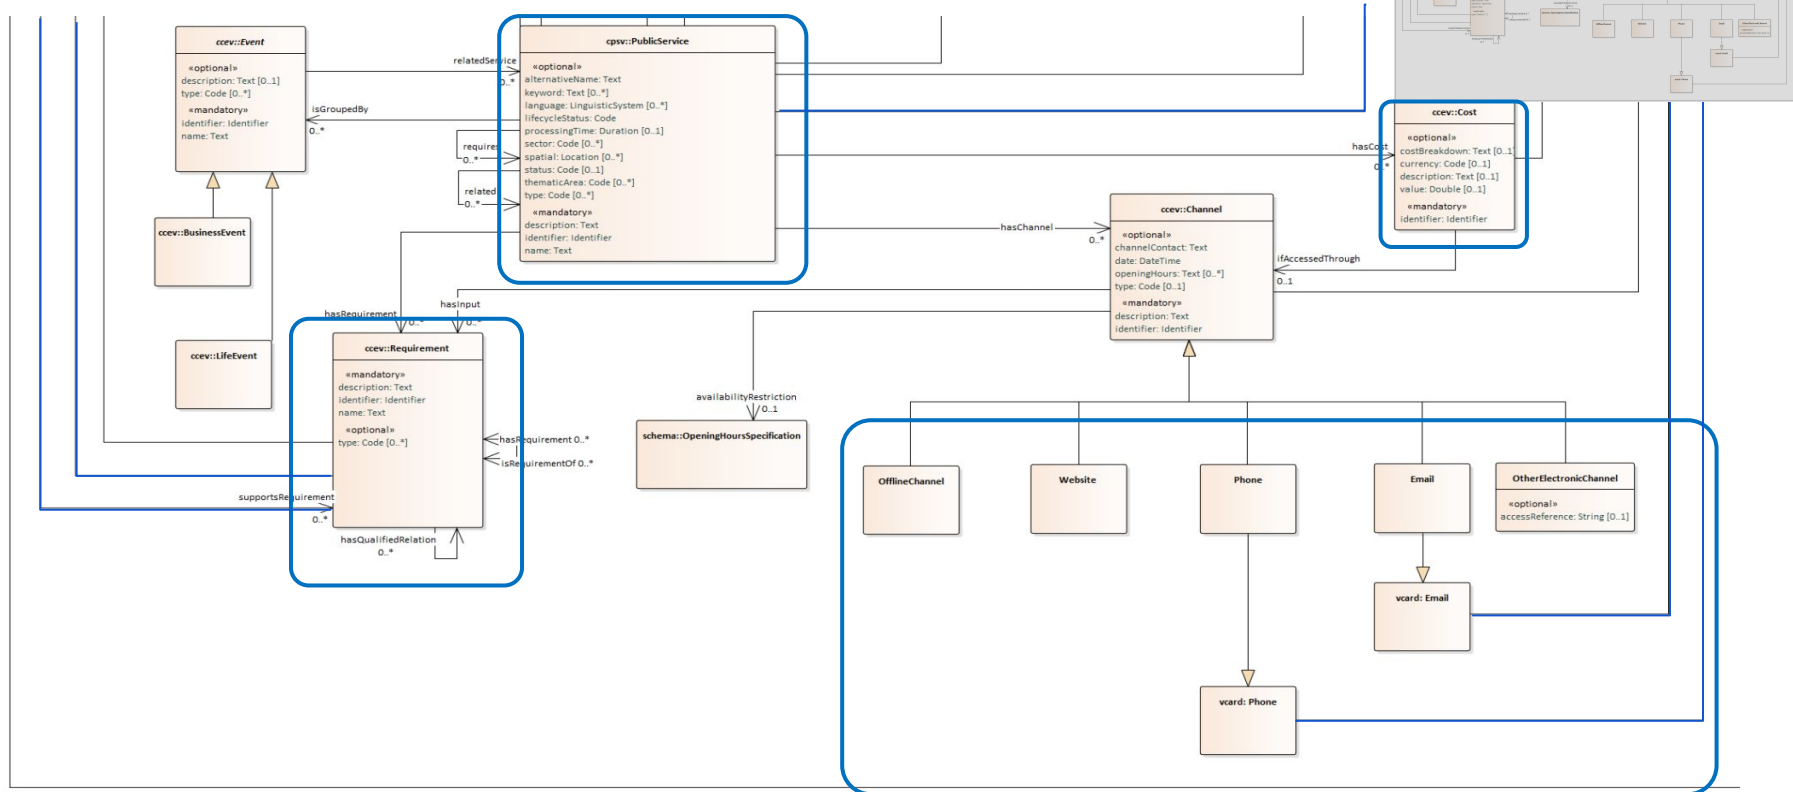 ccev::Event
«optional»
description: Text [0..1]
type: Code [0..*]
«mandatory»
identifier: Identifier
name: Text
relatedService
0..*
isGroupedBy
0..*
requires
0..*
related
0..*
cpsv::PublicService
«optional»
alternativeName: Text
keyword: Text [0..*]
language: LinguisticSystem [0..*]
lifecycleStatus: Code
processingTime: Duration [0..1]
sector: Code [0..*]
spatial: Location [0..*]
status: Code [0..1]
thematicArea: Code [0..*]
type: Code [0..*]
«mandatory»
description: Text
identifier: Identifier
name: Text
hasCost
0..*
ccev::Cost
«optional»
costBreakdown: Text [0..1]
currency: Code [0..1]
description: Text [0..1]
value: Double [0..1]
«mandatory»
identifier: Identifier
ccev::BusinessEvent
ccev::LifeEvent
hasChannel
0..*
ccev::Channel
«optional»
channelContact: Text
date: DateTime
openingHours: Text [0..*]
type: Code [0..1]
«mandatory»
description: Text
identifier: Identifier
ifAccessedThrough
0..1
hasRequirement
0..*
hasInput
0..*
ccev::Requirement
«mandatory»
description: Text
identifier: Identifier
name: Text
«optional»
type: Code [0..*]
hasRequirement 0..*
isRequirementOf 0..*
supportsRequirement
0..*
hasQualifiedRelation
0..*
availabilityRestriction
0..1
schema::OpeningHoursSpecification
OfflineChannel
Website
Phone
Email
OtherElectronicChannel
«optional»
accessReference: String [0..1]
vcard: Email
vcard: Phone